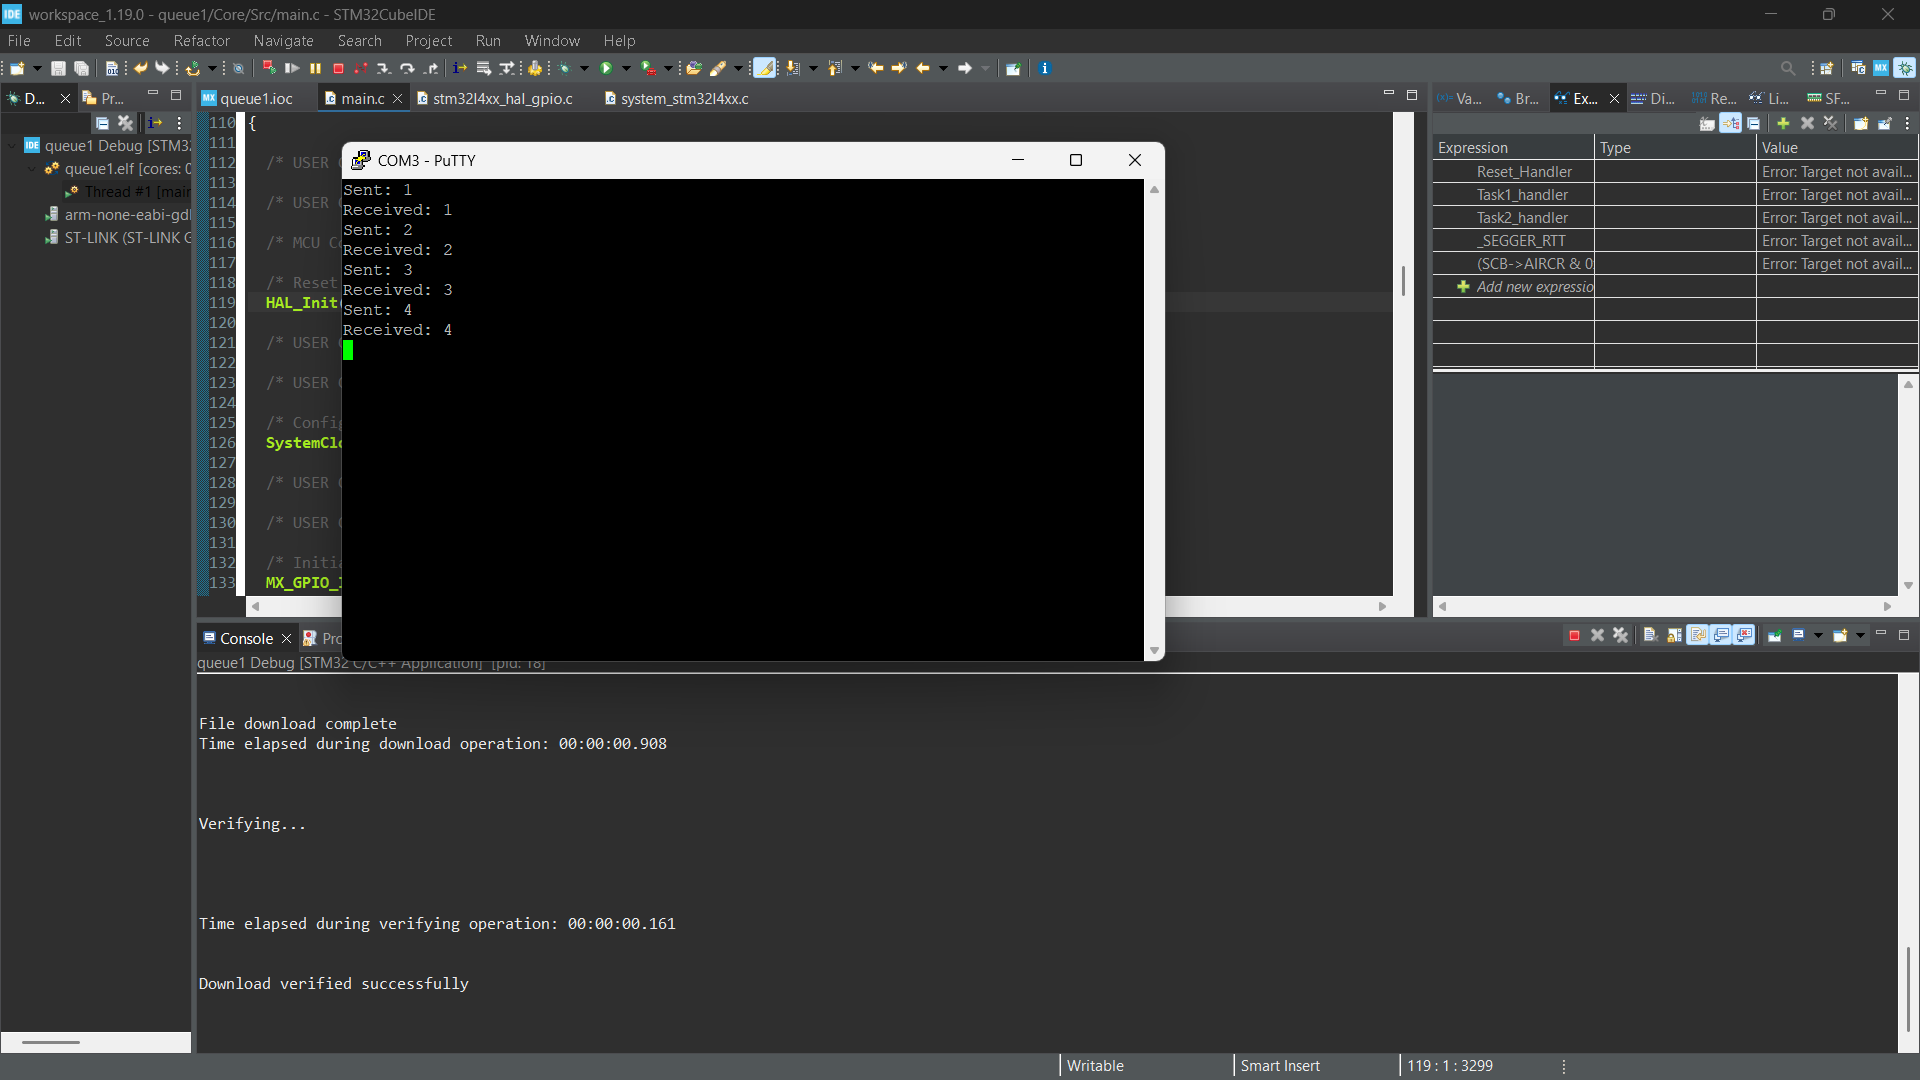 workspace_1.19.0 - queue1/Core/Src/main.c - STM32CubeIDE
File Edit Source Refactor Navigate Search Project Run Window Help
D... Pr...
queue1 Debug [STM32
queue1.elf [cores: 0
Thread #1 [mair
arm-none-eabi-gdl
ST-LINK (ST-LINK G
queue1.ioc main.c stm32l4xx_hal_gpio.c system_stm32l4xx.c
110 {
111
112 /* USER C
113
114 /* USER C
115
116 /* MCU Co
117
118 /* Reset
119 HAL_Init(
120
121 /* USER C
122
123 /* USER C
124
125 /* Config
126 SystemClo
127
128 /* USER C
129
130 /* USER C
131
132 /* Initia
133 MX_GPIO_I
COM3 - PuTTY
Sent: 1
Received: 1
Sent: 2
Received: 2
Sent: 3
Received: 3
Sent: 4
Received: 4
Va... Br... Ex... Di... Re... Li... SF...
Expression Type Value
Reset_Handler Error: Target not avail...
Task1_handler Error: Target not avail...
Task2_handler Error: Target not avail...
_SEGGER_RTT Error: Target not avail...
(SCB->AIRCR & 0 Error: Target not avail...
Add new expressio
Console Pro
queue1 Debug [STM32 C/C++ Application] [pid: 18]
File download complete
Time elapsed during download operation: 00:00:00.908
Verifying...
Time elapsed during verifying operation: 00:00:00.161
Download verified successfully
Writable Smart Insert 119 : 1 : 3299